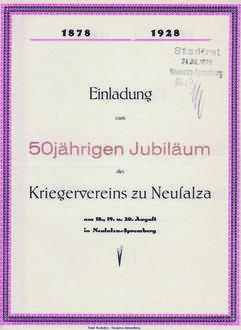 1878 1928
Stadtrat
24 JUL 1928
Neusalza-Spremberg
Einladung
zum
50jährigen Jubiläum
des
Kriegervereins zu Neuſalza
am 18., 19. u. 20. Auguſt
in Neuſalza-Spremberg